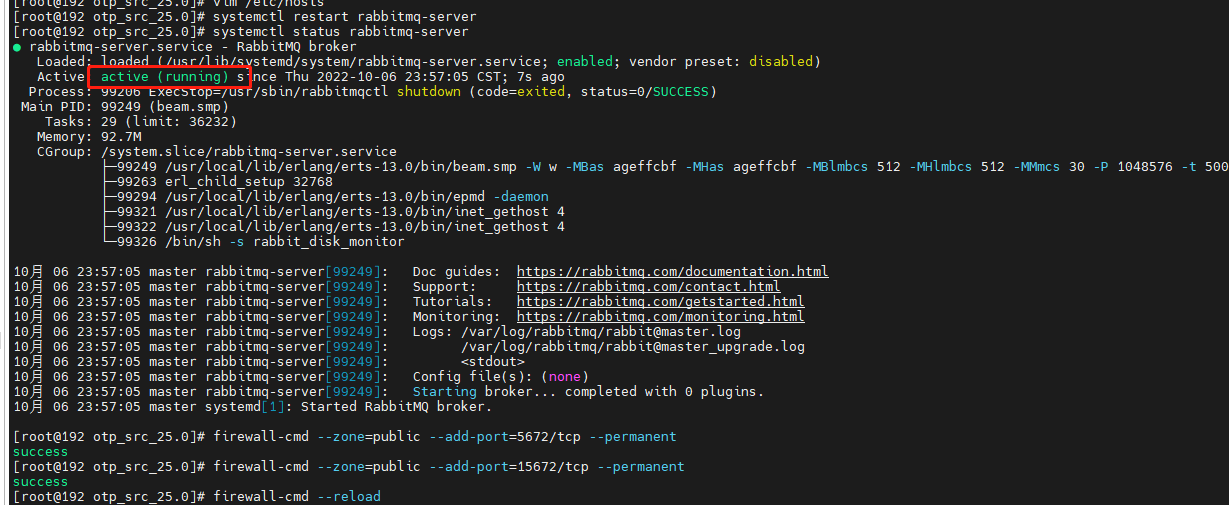 [root@192 otp_src_25.0]# vim /etc/hosts
[root@192 otp_src_25.0]# systemctl restart rabbitmq-server
[root@192 otp_src_25.0]# systemctl status rabbitmq-server
● rabbitmq-server.service - RabbitMQ broker
   Loaded: loaded (/usr/lib/systemd/system/rabbitmq-server.service; enabled; vendor preset: disabled)
   Active: active (running) since Thu 2022-10-06 23:57:05 CST; 7s ago
  Process: 99206 ExecStop=/usr/sbin/rabbitmqctl shutdown (code=exited, status=0/SUCCESS)
 Main PID: 99249 (beam.smp)
    Tasks: 29 (limit: 36232)
   Memory: 92.7M
   CGroup: /system.slice/rabbitmq-server.service
           ├─99249 /usr/local/lib/erlang/erts-13.0/bin/beam.smp -W w -MBas ageffcbf -MHas ageffcbf -MBlmbcs 512 -MHlmbcs 512 -MMmcs 30 -P 1048576 -t 500
           ├─99263 erl_child_setup 32768
           ├─99294 /usr/local/lib/erlang/erts-13.0/bin/epmd -daemon
           ├─99321 /usr/local/lib/erlang/erts-13.0/bin/inet_gethost 4
           ├─99322 /usr/local/lib/erlang/erts-13.0/bin/inet_gethost 4
           └─99326 /bin/sh -s rabbit_disk_monitor
10月 06 23:57:05 master rabbitmq-server[99249]:   Doc guides:  https://rabbitmq.com/documentation.html
10月 06 23:57:05 master rabbitmq-server[99249]:   Support:     https://rabbitmq.com/contact.html
10月 06 23:57:05 master rabbitmq-server[99249]:   Tutorials:   https://rabbitmq.com/getstarted.html
10月 06 23:57:05 master rabbitmq-server[99249]:   Monitoring:  https://rabbitmq.com/monitoring.html
10月 06 23:57:05 master rabbitmq-server[99249]:   Logs: /var/log/rabbitmq/rabbit@master.log
10月 06 23:57:05 master rabbitmq-server[99249]:         /var/log/rabbitmq/rabbit@master_upgrade.log
10月 06 23:57:05 master rabbitmq-server[99249]:         <stdout>
10月 06 23:57:05 master rabbitmq-server[99249]:   Config file(s): (none)
10月 06 23:57:05 master rabbitmq-server[99249]:   Starting broker... completed with 0 plugins.
10月 06 23:57:05 master systemd[1]: Started RabbitMQ broker.
[root@192 otp_src_25.0]# firewall-cmd --zone=public --add-port=5672/tcp --permanent
success
[root@192 otp_src_25.0]# firewall-cmd --zone=public --add-port=15672/tcp --permanent
success
[root@192 otp_src_25.0]# firewall-cmd --reload